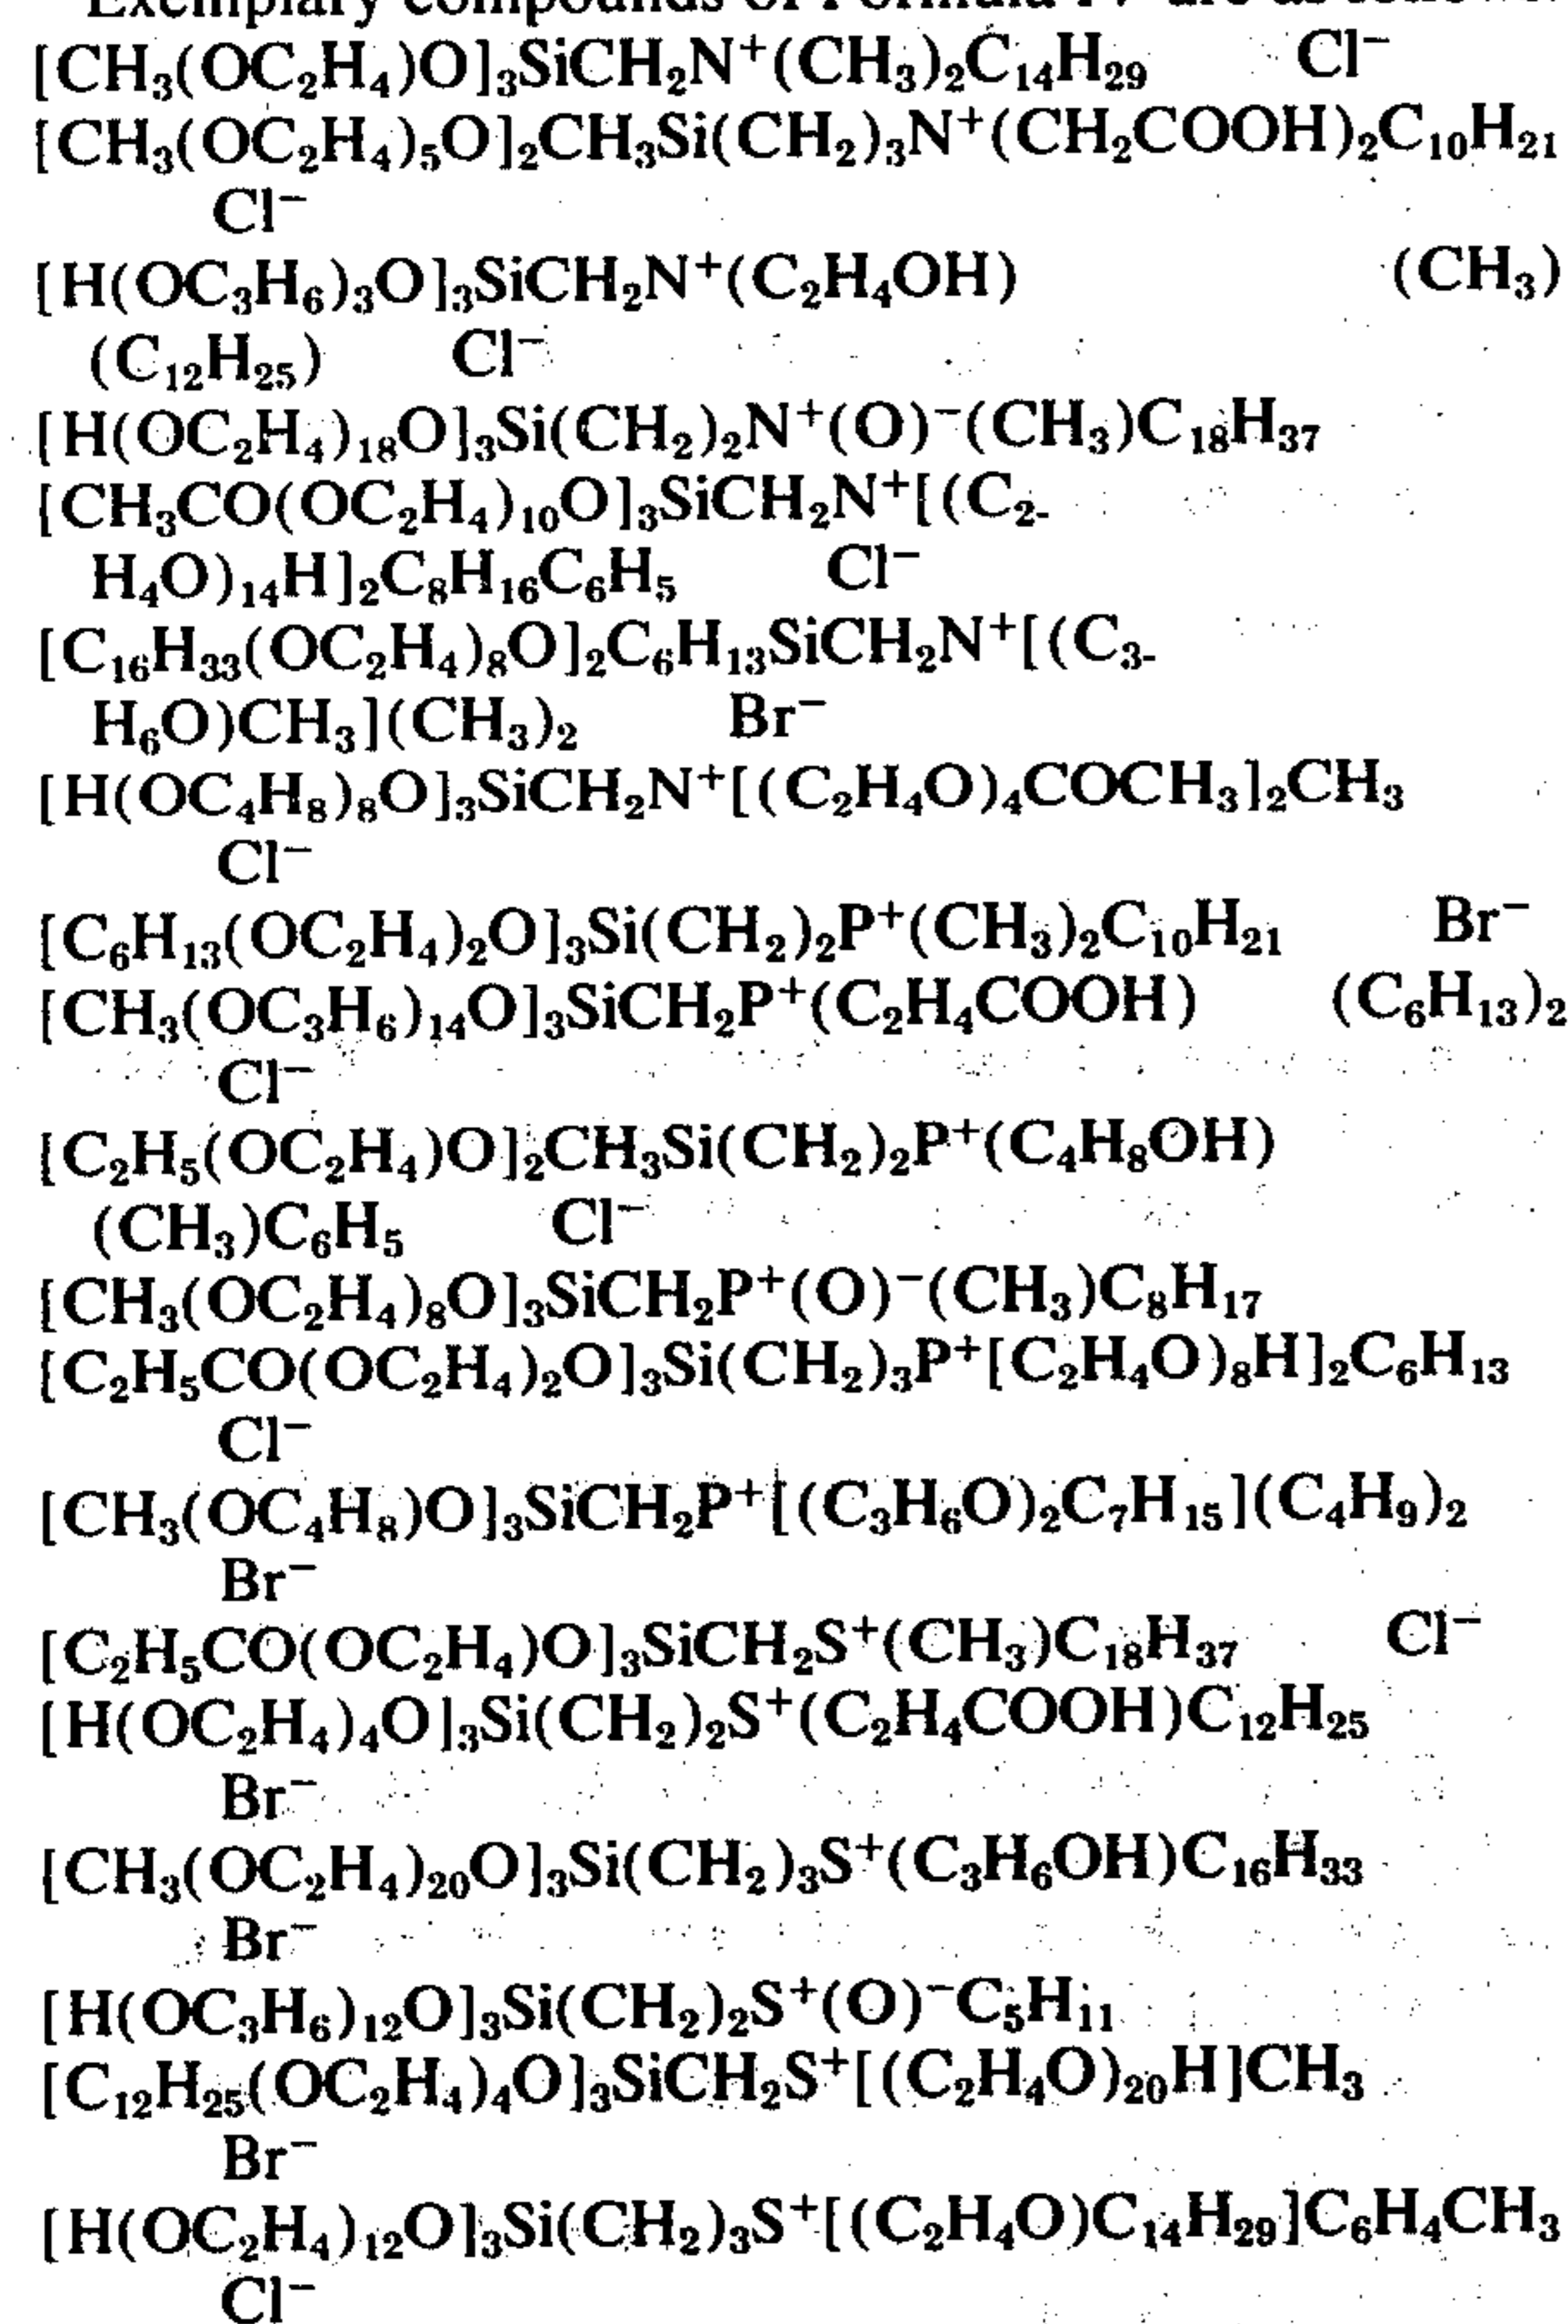 Exemplary compounds of Formula IV are as follows:
[CH₃(OC₂H₄)O]₃SiCH₂N⁺(CH₃)₂C₁₄H₂₉ Cl⁻
[CH₃(OC₂H₄)₅O]₂CH₃Si(CH₂)₃N⁺(CH₂COOH)₂C₁₀H₂₁
Cl⁻
[H(OC₃H₆)₃O]₃SiCH₂N⁺(C₂H₄OH) (CH₃)
(C₁₂H₂₅) Cl⁻
[H(OC₂H₄)₁₈O]₃Si(CH₂)₂N⁺(O)⁻(CH₃)C₁₈H₃₇
[CH₃CO(OC₂H₄)₁₀O]₃SiCH₂N⁺[(C₂-
H₄O)₁₄H]₂C₈H₁₆C₆H₅ Cl⁻
[C₁₆H₃₃(OC₂H₄)₈O]₂C₆H₁₃SiCH₂N⁺[(C₃-
H₆O)CH₃](CH₃)₂ Br⁻
[H(OC₄H₈)₈O]₃SiCH₂N⁺[(C₂H₄O)₄COCH₃]₂CH₃
Cl⁻
[C₆H₁₃(OC₂H₄)₂O]₃Si(CH₂)₂P⁺(CH₃)₂C₁₀H₂₁ Br⁻
[CH₃(OC₃H₆)₁₄O]₃SiCH₂P⁺(C₂H₄COOH) (C₆H₁₃)₂
Cl⁻
[C₂H₅(OC₂H₄)O]₂CH₃Si(CH₂)₂P⁺(C₄H₈OH)
(CH₃)C₆H₅ Cl⁻
[CH₃(OC₂H₄)₈O]₃SiCH₂P⁺(O)⁻(CH₃)C₈H₁₇
[C₂H₅CO(OC₂H₄)₂O]₃Si(CH₂)₃P⁺[C₂H₄O)₈H]₂C₆H₁₃
Cl⁻
[CH₃(OC₄H₈)O]₃SiCH₂P⁺[(C₃H₆O)₂C₇H₁₅](C₄H₉)₂
Br⁻
[C₂H₅CO(OC₂H₄)O]₃SiCH₂S⁺(CH₃)C₁₈H₃₇ Cl⁻
[H(OC₂H₄)₄O]₃Si(CH₂)₂S⁺(C₂H₄COOH)C₁₂H₂₅
Br⁻
[CH₃(OC₂H₄)₂₀O]₃Si(CH₂)₃S⁺(C₃H₆OH)C₁₆H₃₃
Br⁻
[H(OC₃H₆)₁₂O]₃Si(CH₂)₂S⁺(O)⁻C₅H₁₁
[C₁₂H₂₅(OC₂H₄)₄O]₃SiCH₂S⁺[(C₂H₄O)₂₀H]CH₃
Br⁻
[H(OC₂H₄)₁₂O]₃Si(CH₂)₃S⁺[(C₂H₄O)C₁₄H₂₉]C₆H₄CH₃
Cl⁻